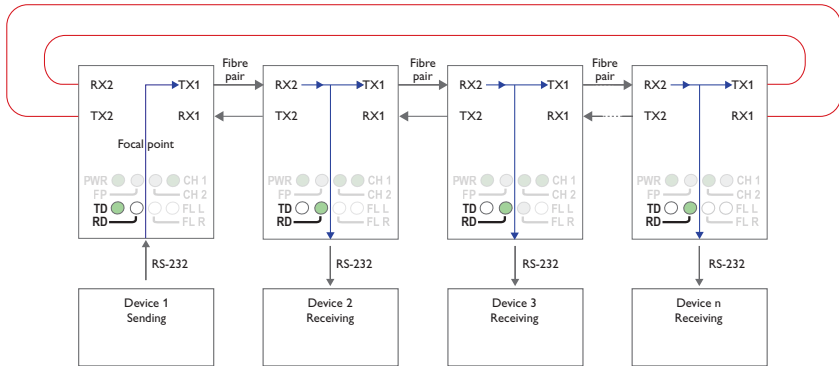 Fibre
pair
Fibre
pair
Fibre
pair
RX2 TX1
TX2 RX1
Focal point
PWR CH 1
FP CH 2
TD FL L
RD FL R
RX2 TX1
TX2 RX1
PWR CH 1
FP CH 2
TD FL L
RD FL R
RX2 TX1
TX2 RX1
PWR CH 1
FP CH 2
TD FL L
RD FL R
RX2 TX1
TX2 RX1
PWR CH 1
FP CH 2
TD FL L
RD FL R
RS-232
RS-232
RS-232
RS-232
Device 1
Sending
Device 2
Receiving
Device 3
Receiving
Device n
Receiving